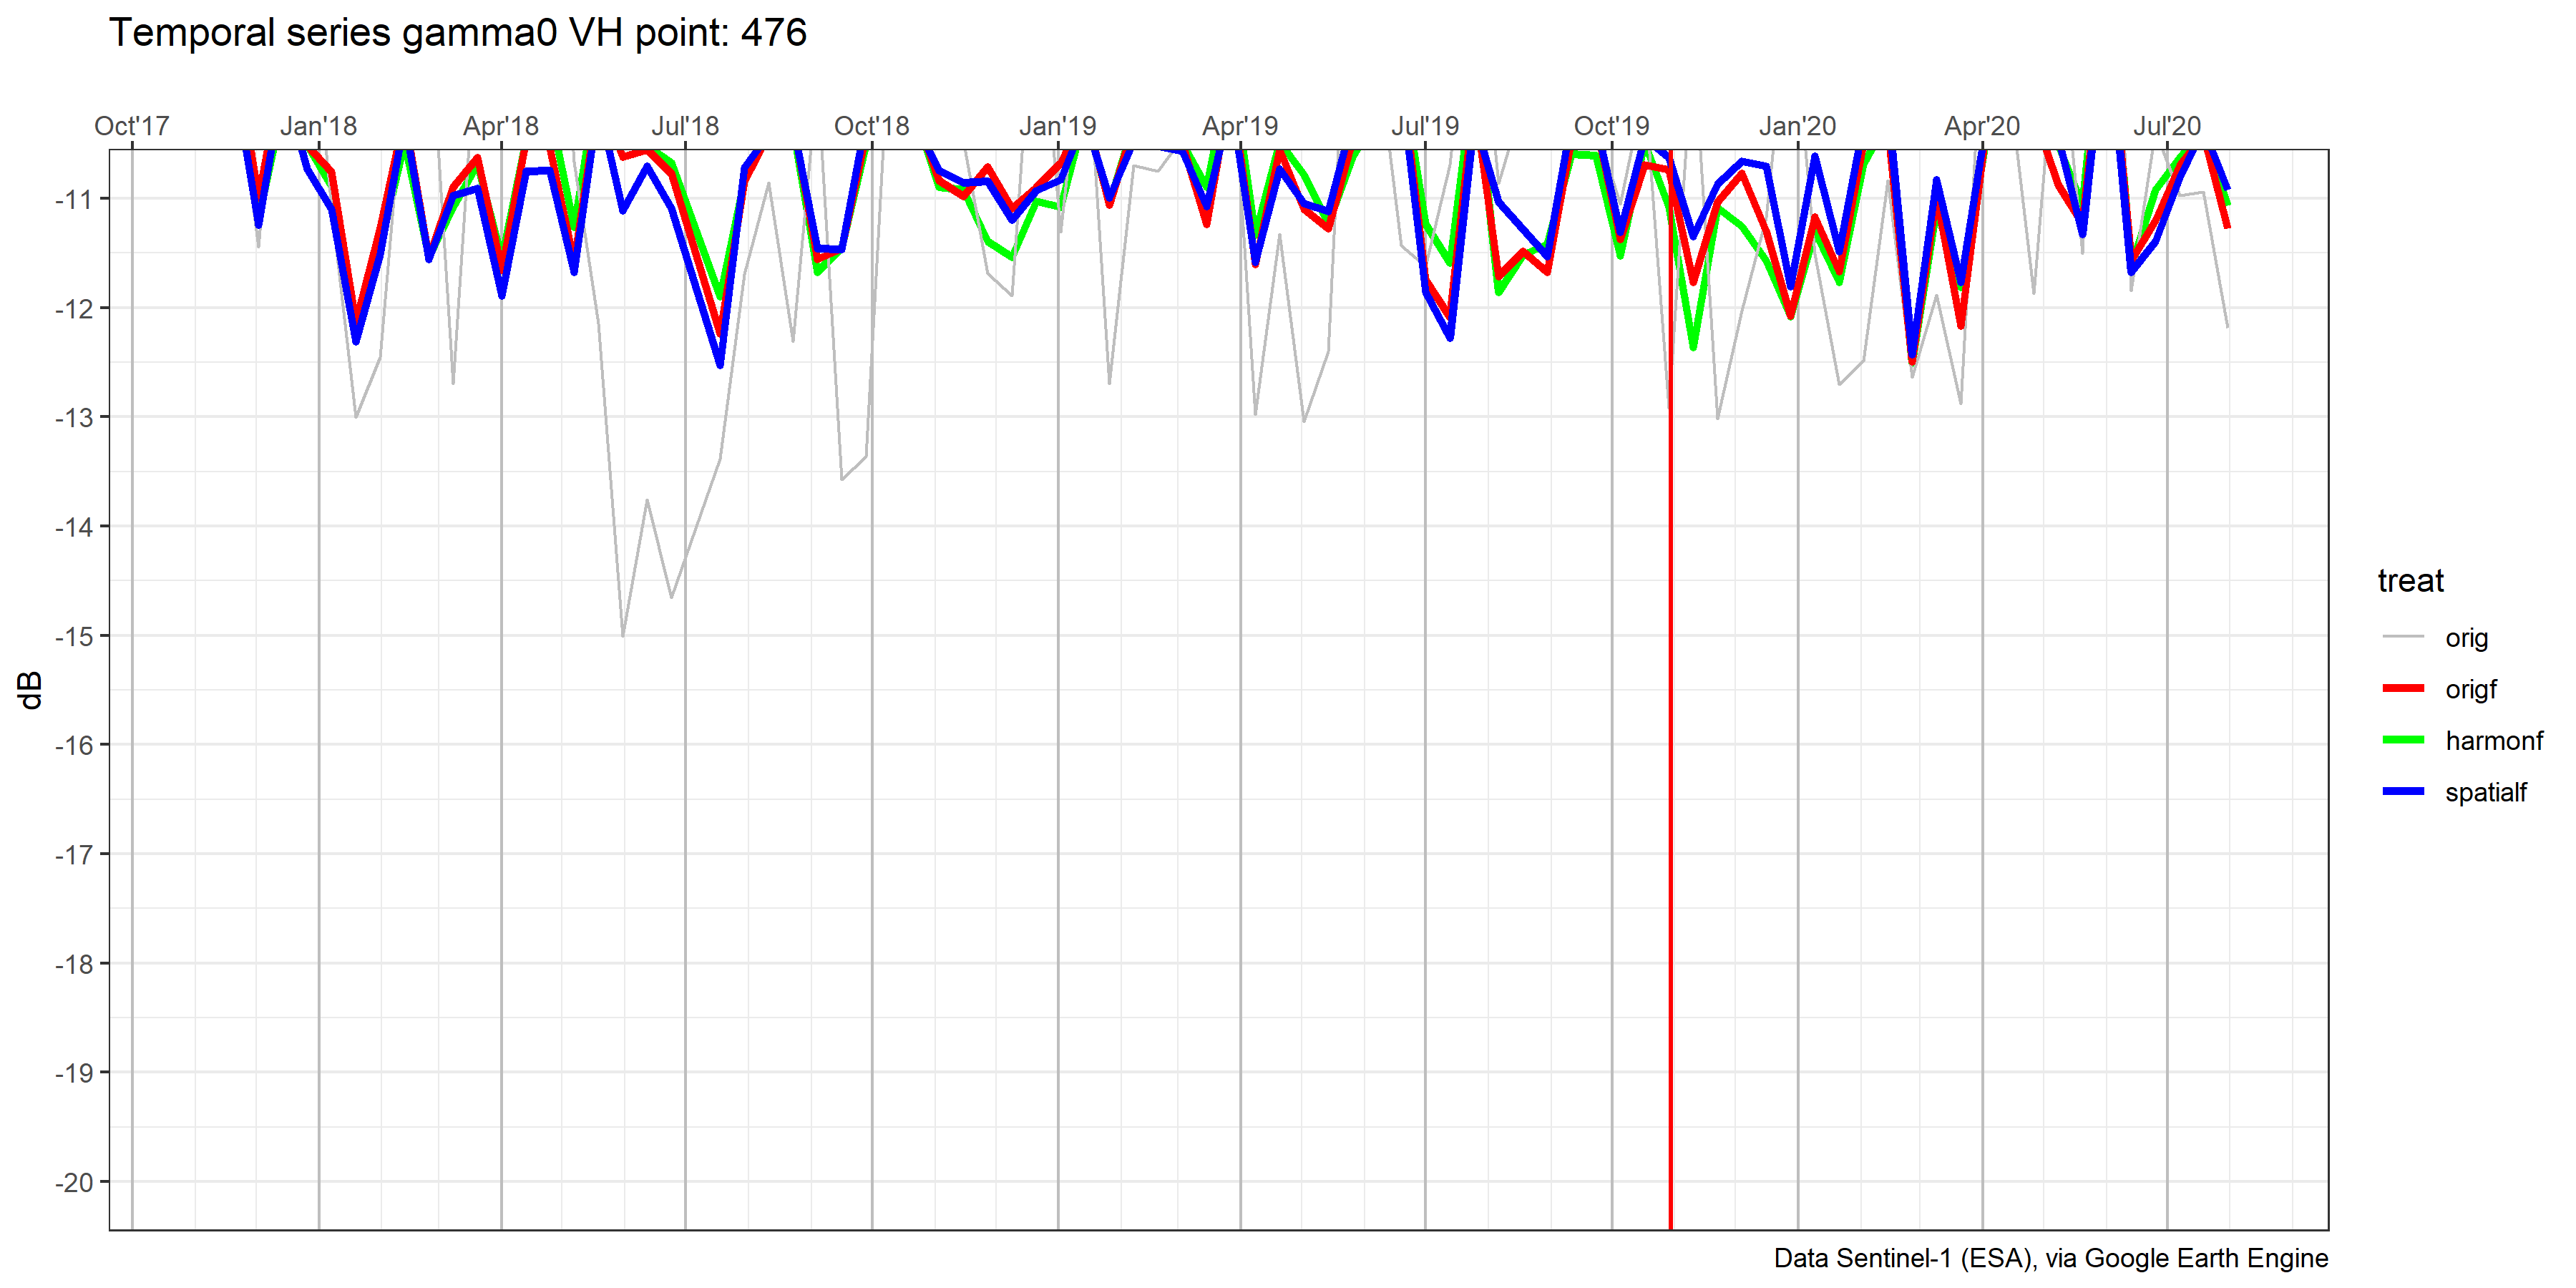 Temporal series gamma0 VH point: 476
Oct'17 Jan'18 Apr'18 Jul'18 Oct'18 Jan'19 Apr'19 Jul'19 Oct'19 Jan'20 Apr'20 Jul'20
-11
-12
-13
-14
-15
-16
-17
-18
-19
-20
dB
treat
orig
origf
harmonf
spatialf
Data Sentinel-1 (ESA), via Google Earth Engine